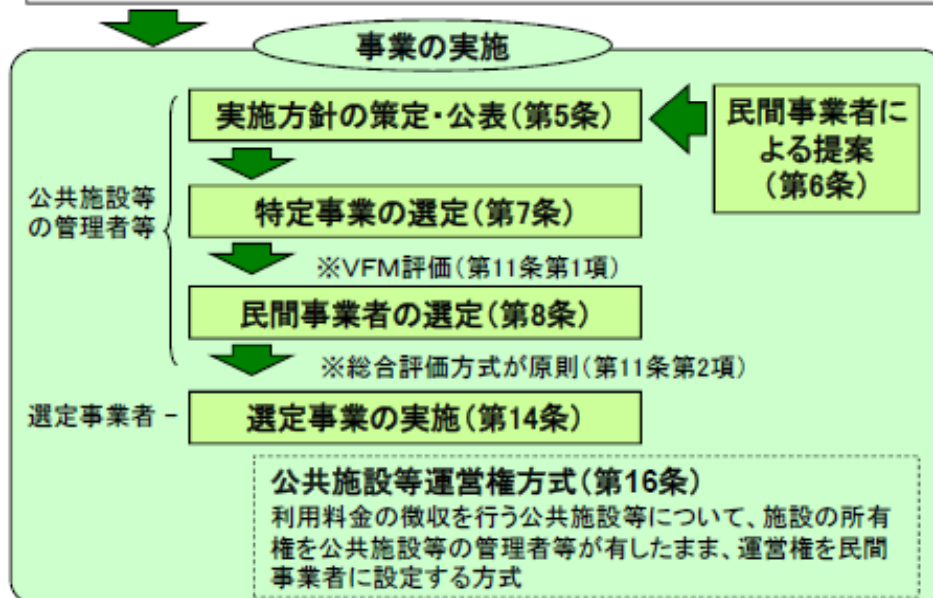 事業の実施
実施方針の策定・公表(第5条)
民間事業者に
よる提案
(第6条)
公共施設等
の管理者等
特定事業の選定(第7条)
※VFM評価(第11条第1項)
民間事業者の選定(第8条)
※総合評価方式が原則(第11条第2項)
選定事業者
選定事業の実施(第14条)
公共施設等運営権方式(第16条)
利用料金の徴収を行う公共施設等について、施設の所有
権を公共施設等の管理者等が有したまま、運営権を民間
事業者に設定する方式